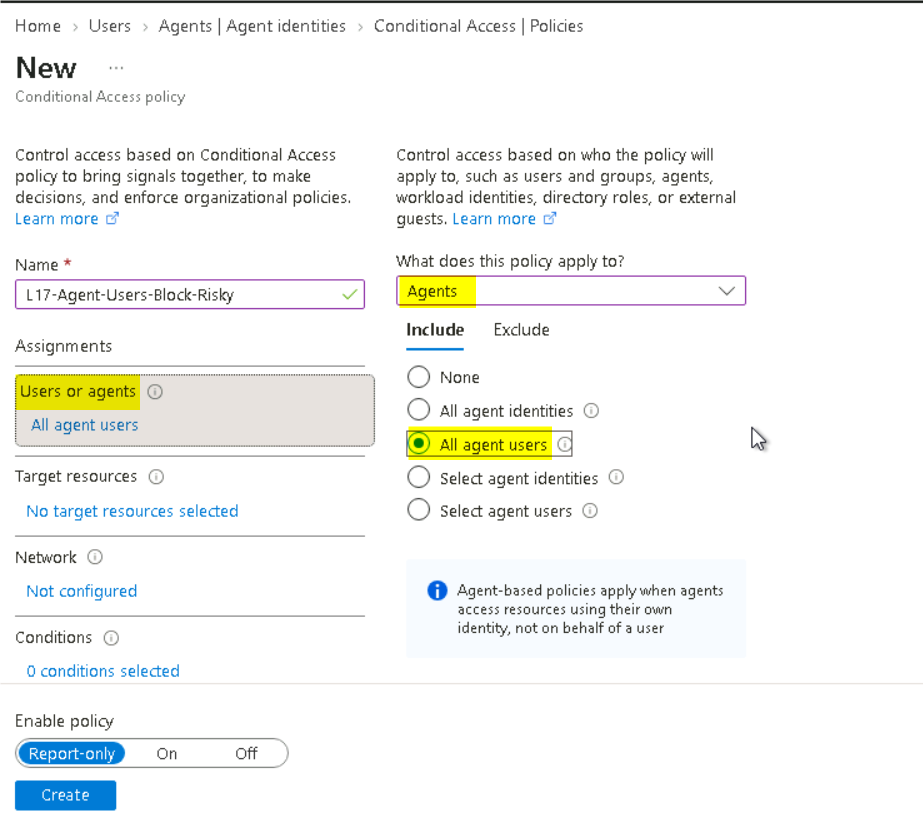 Home > Users > Agents | Agent identities > Conditional Access | Policies
New ...
Conditional Access policy
Control access based on Conditional Access
policy to bring signals together, to make
decisions, and enforce organizational policies.
Learn more
Name *
L17-Agent-Users-Block-Risky
Assignments
Users or agents
All agent users
Target resources
No target resources selected
Network
Not configured
Conditions
0 conditions selected
Control access based on who the policy will
apply to, such as users and groups, agents,
workload identities, directory roles, or external
guests. Learn more
What does this policy apply to?
Agents
Include Exclude
None
All agent identities
All agent users
Select agent identities
Select agent users
Agent-based policies apply when agents
access resources using their own
identity, not on behalf of a user
Enable policy
Report-only On Off
Create